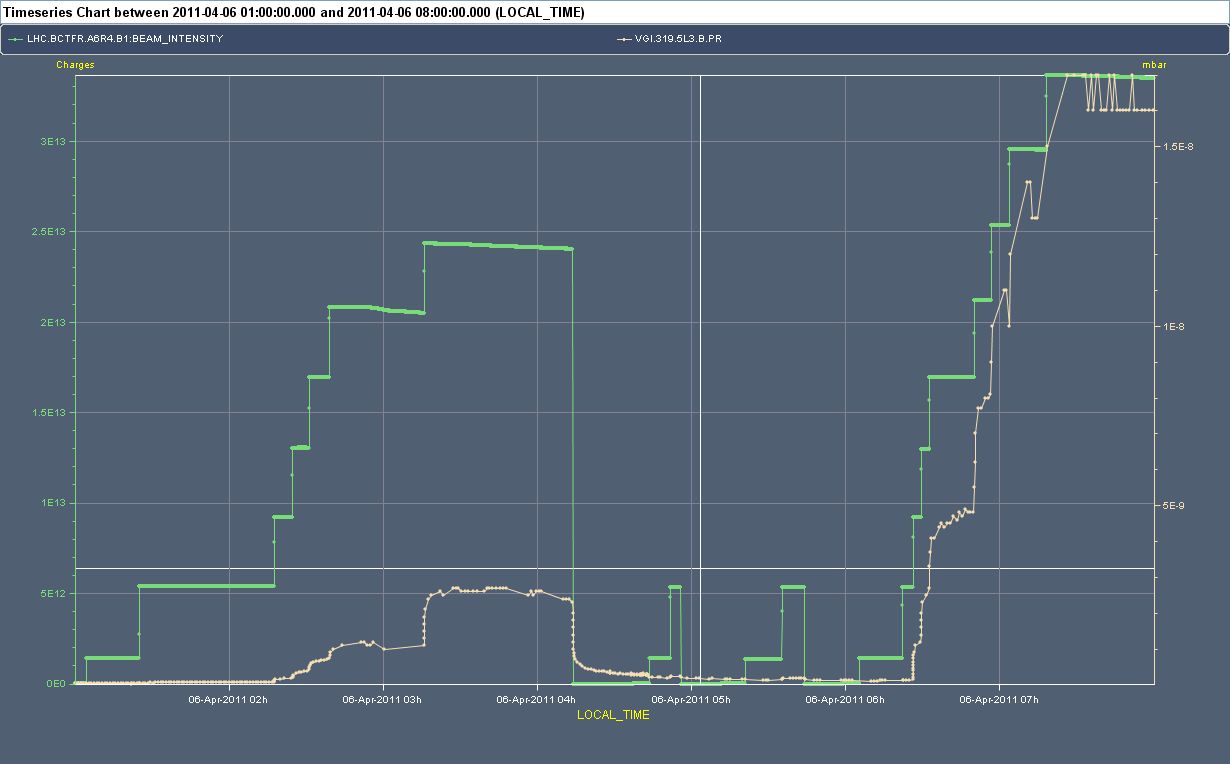 Timeseries Chart between 2011-04-06 01:00:00.000 and 2011-04-06 08:00:00.000 (LOCAL_TIME)
LHC.BCTFR.A6R4.B1:BEAM_INTENSITY VGI.319.5L3.B.PR
Charges mbar
3E13
1.5E-8
2.5E13
2E13
1E-8
1.5E13
1E13
5E-9
5E12
0E0
06-Apr-2011 02h 06-Apr-2011 03h 06-Apr-2011 04h 06-Apr-2011 05h 06-Apr-2011 06h 06-Apr-2011 07h
LOCAL_TIME